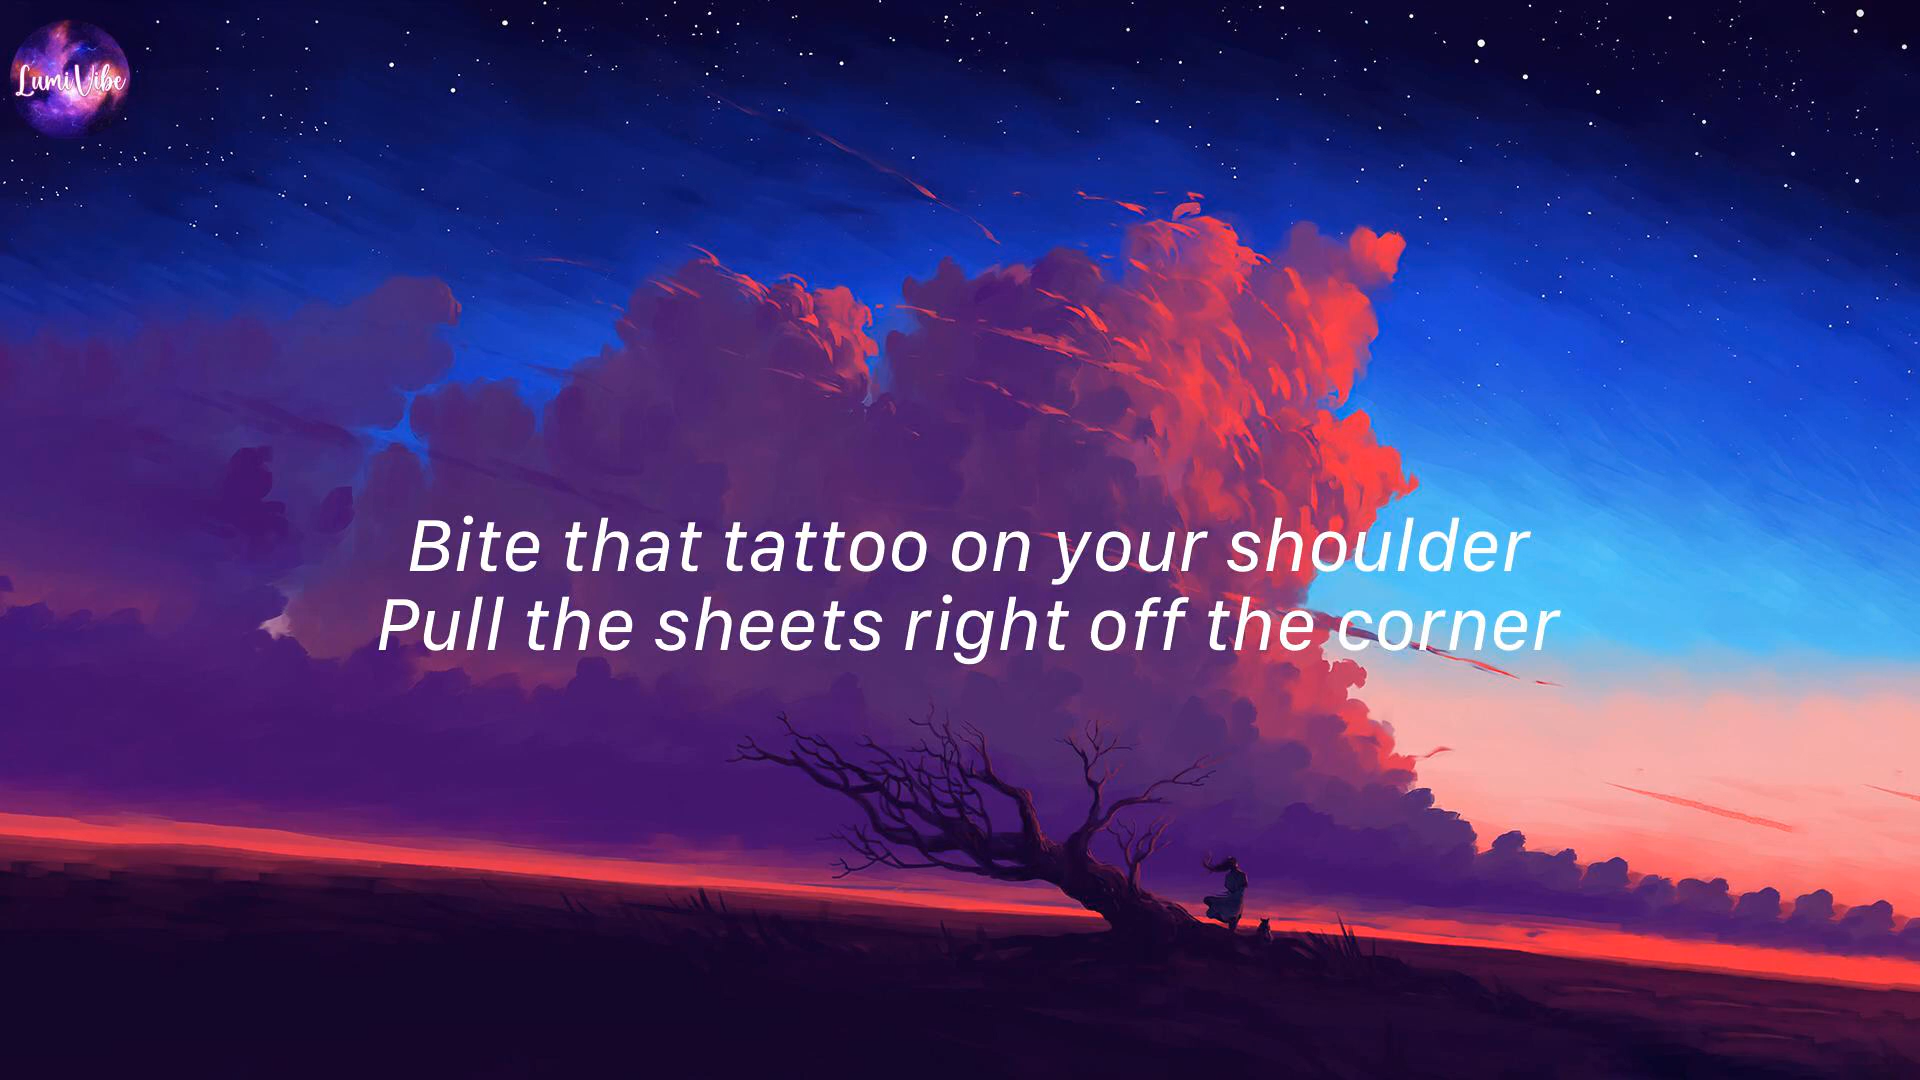 LumiVibe
Bite that tattoo on your shoulder
Pull the sheets right off the corner